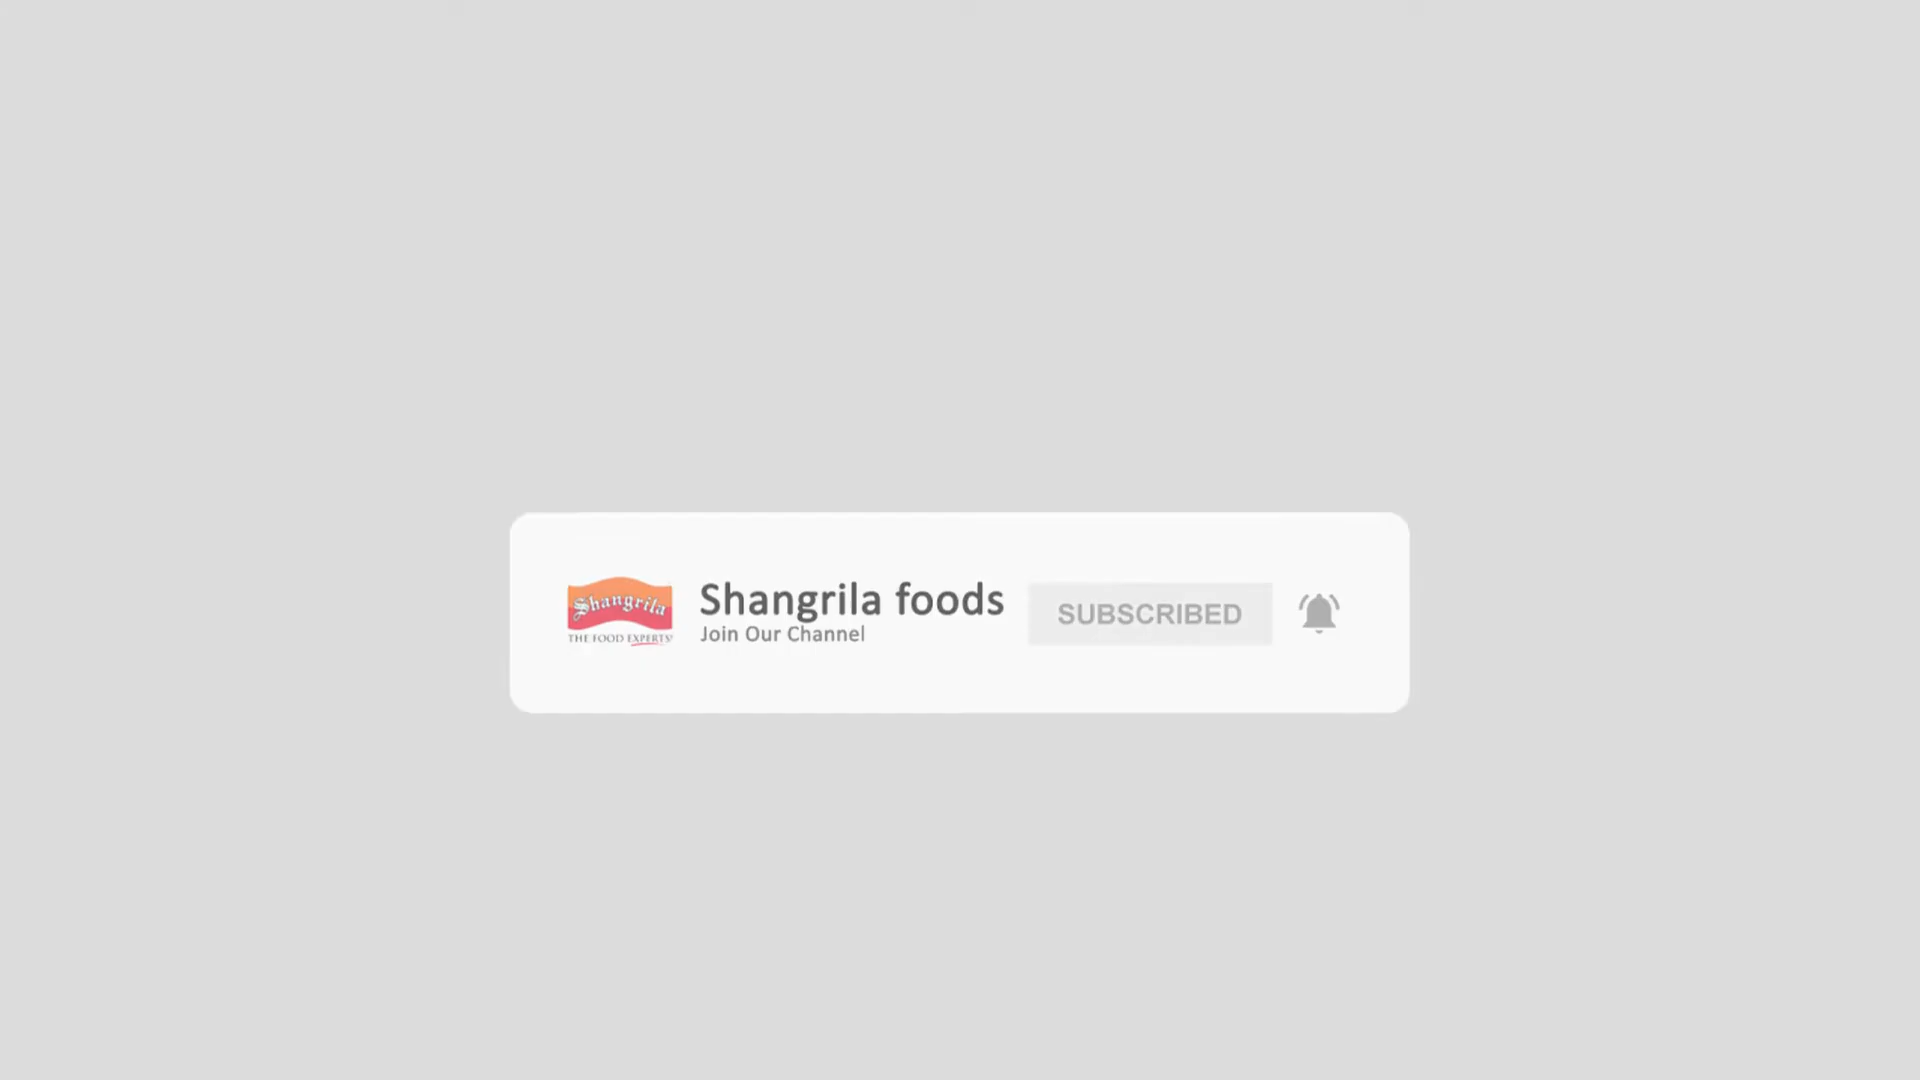 Shangrila
THE FOOD EXPERTS!
Shangrila foods
Join Our Channel
SUBSCRIBED